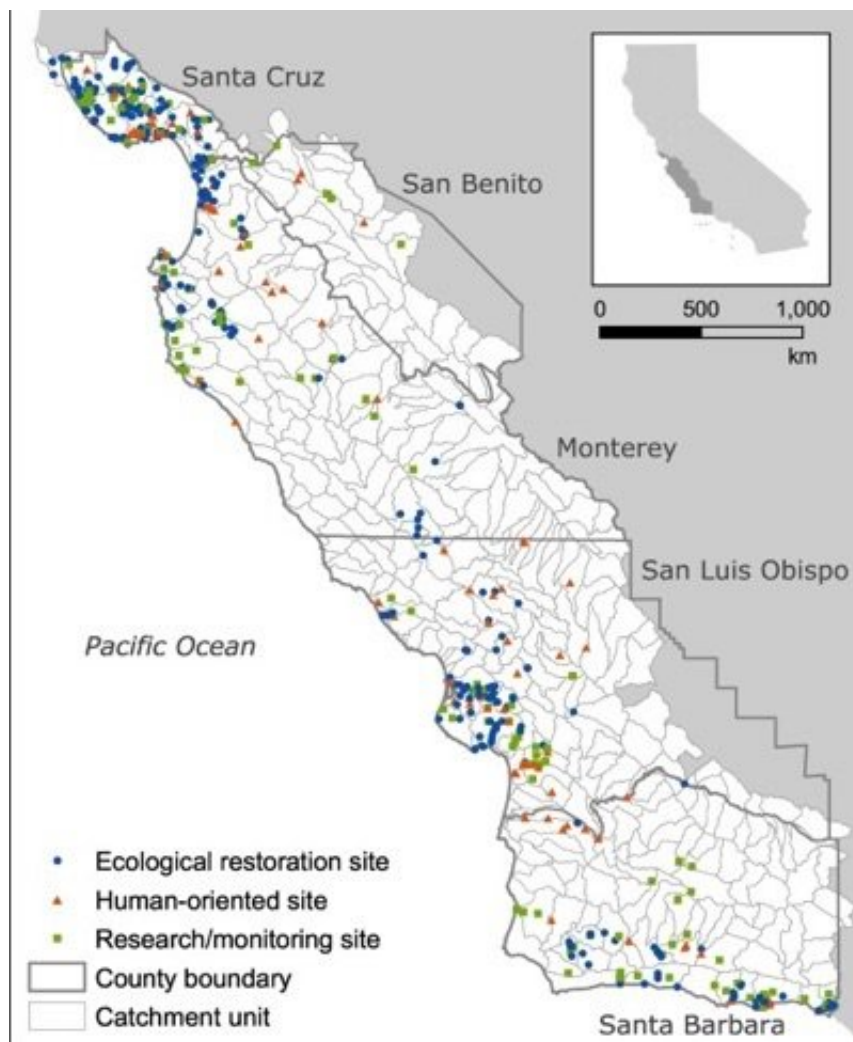 Santa Cruz
San Benito
0 500 1,000
km
Monterey
San Luis Obispo
Pacific Ocean
Ecological restoration site
Human-oriented site
Research/monitoring site
County boundary
Catchment unit
Santa Barbara